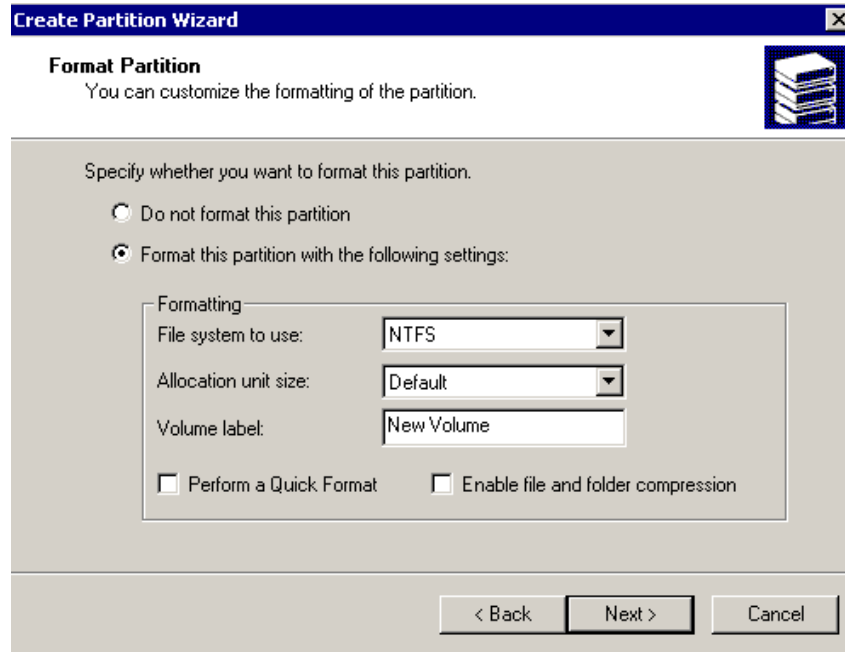 Create Partition Wizard
Format Partition
You can customize the formatting of the partition.
Specify whether you want to format this partition.
Do not format this partition
Format this partition with the following settings:
Formatting
File system to use: NTFS
Allocation unit size: Default
Volume label: New Volume
Perform a Quick Format Enable file and folder compression
< Back Next > Cancel